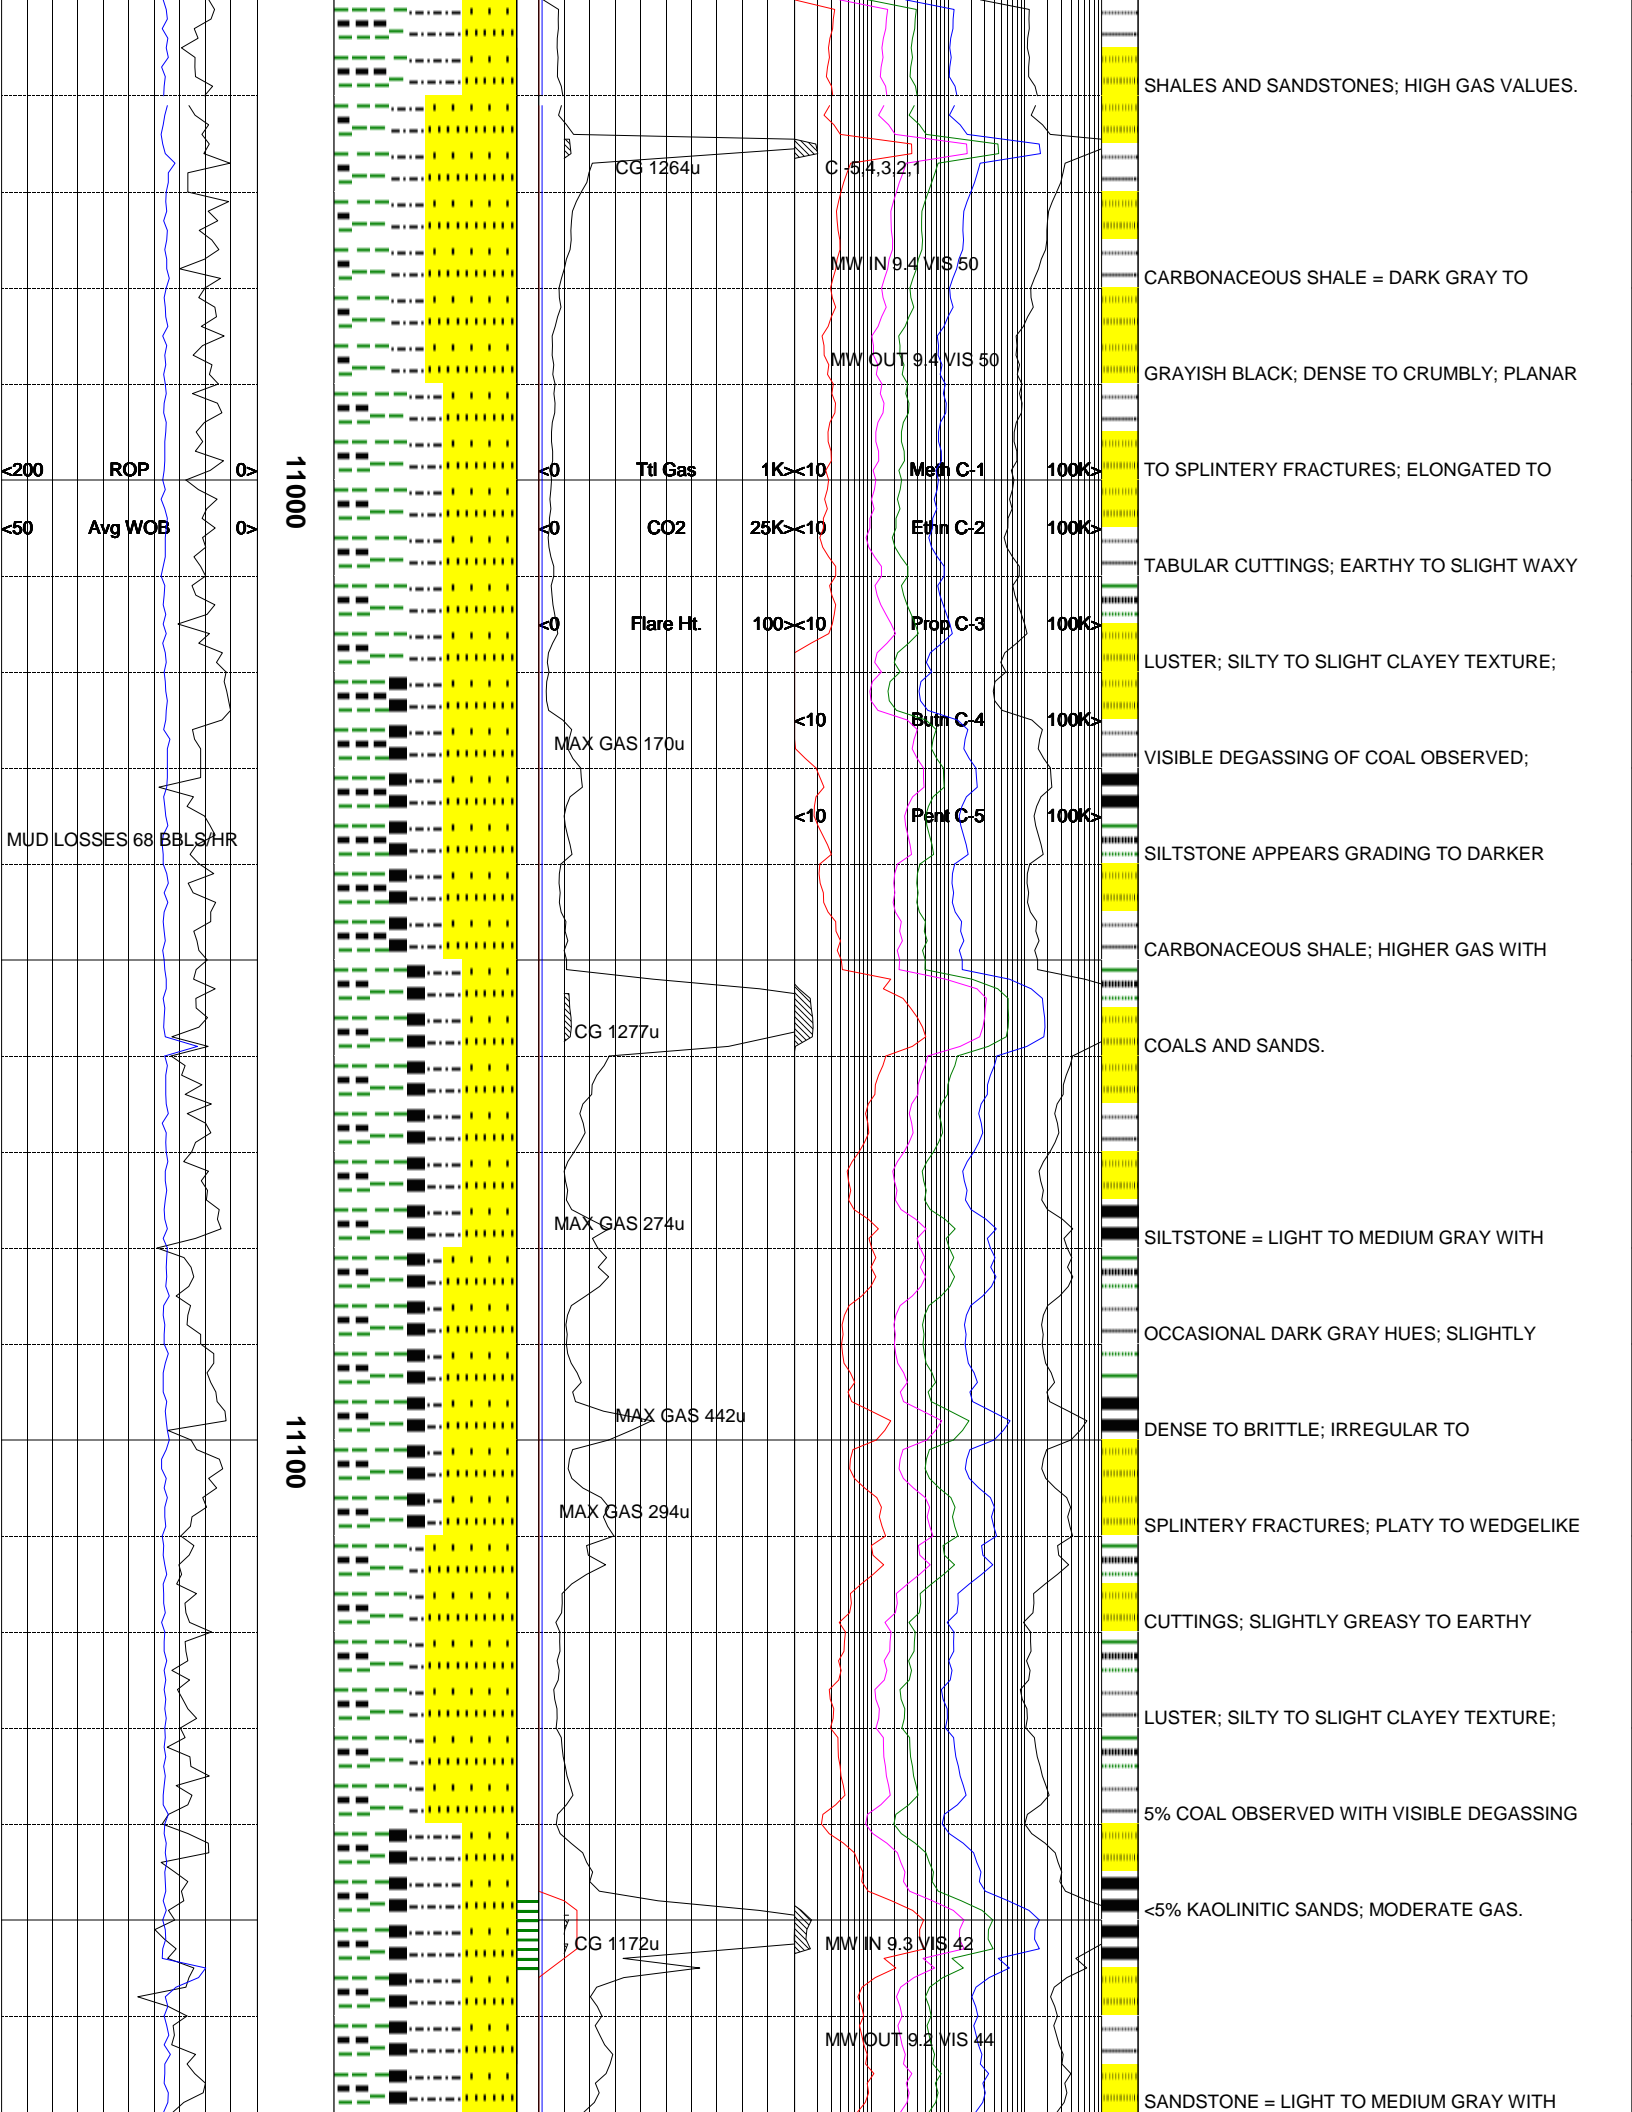 SHALES AND SANDSTONES; HIGH GAS VALUES.
CG 1264u
C -5,4,3,2,1
MW IN 9.4 VIS 50
CARBONACEOUS SHALE = DARK GRAY TO
MW OUT 9.4 VIS 50
GRAYISH BLACK; DENSE TO CRUMBLY; PLANAR
<200 ROP 0>
11000
<0 Ttl Gas 1K>
<10 Meth C-1 100K>
TO SPLINTERY FRACTURES; ELONGATED TO
<50 Avg WOB 0>
<0 CO2 25K>
<10 Ethn C-2 100K>
TABULAR CUTTINGS; EARTHY TO SLIGHT WAXY
<0 Flare Ht. 100>
<10 Prop C-3 100K>
LUSTER; SILTY TO SLIGHT CLAYEY TEXTURE;
<10 Butn C-4 100K>
MAX GAS 170u
VISIBLE DEGASSING OF COAL OBSERVED;
<10 Pent C-5 100K>
MUD LOSSES 68 BBLS/HR
SILTSTONE APPEARS GRADING TO DARKER
CARBONACEOUS SHALE; HIGHER GAS WITH
CG 1277u
COALS AND SANDS.
MAX GAS 274u
SILTSTONE = LIGHT TO MEDIUM GRAY WITH
OCCASIONAL DARK GRAY HUES; SLIGHTLY
MAX GAS 442u
11100
DENSE TO BRITTLE; IRREGULAR TO
MAX GAS 294u
SPLINTERY FRACTURES; PLATY TO WEDGELIKE
CUTTINGS; SLIGHTLY GREASY TO EARTHY
LUSTER; SILTY TO SLIGHT CLAYEY TEXTURE;
5% COAL OBSERVED WITH VISIBLE DEGASSING
<5% KAOLINITIC SANDS; MODERATE GAS.
CG 1172u
MW IN 9.3 VIS 42
MW OUT 9.2 VIS 44
SANDSTONE = LIGHT TO MEDIUM GRAY WITH